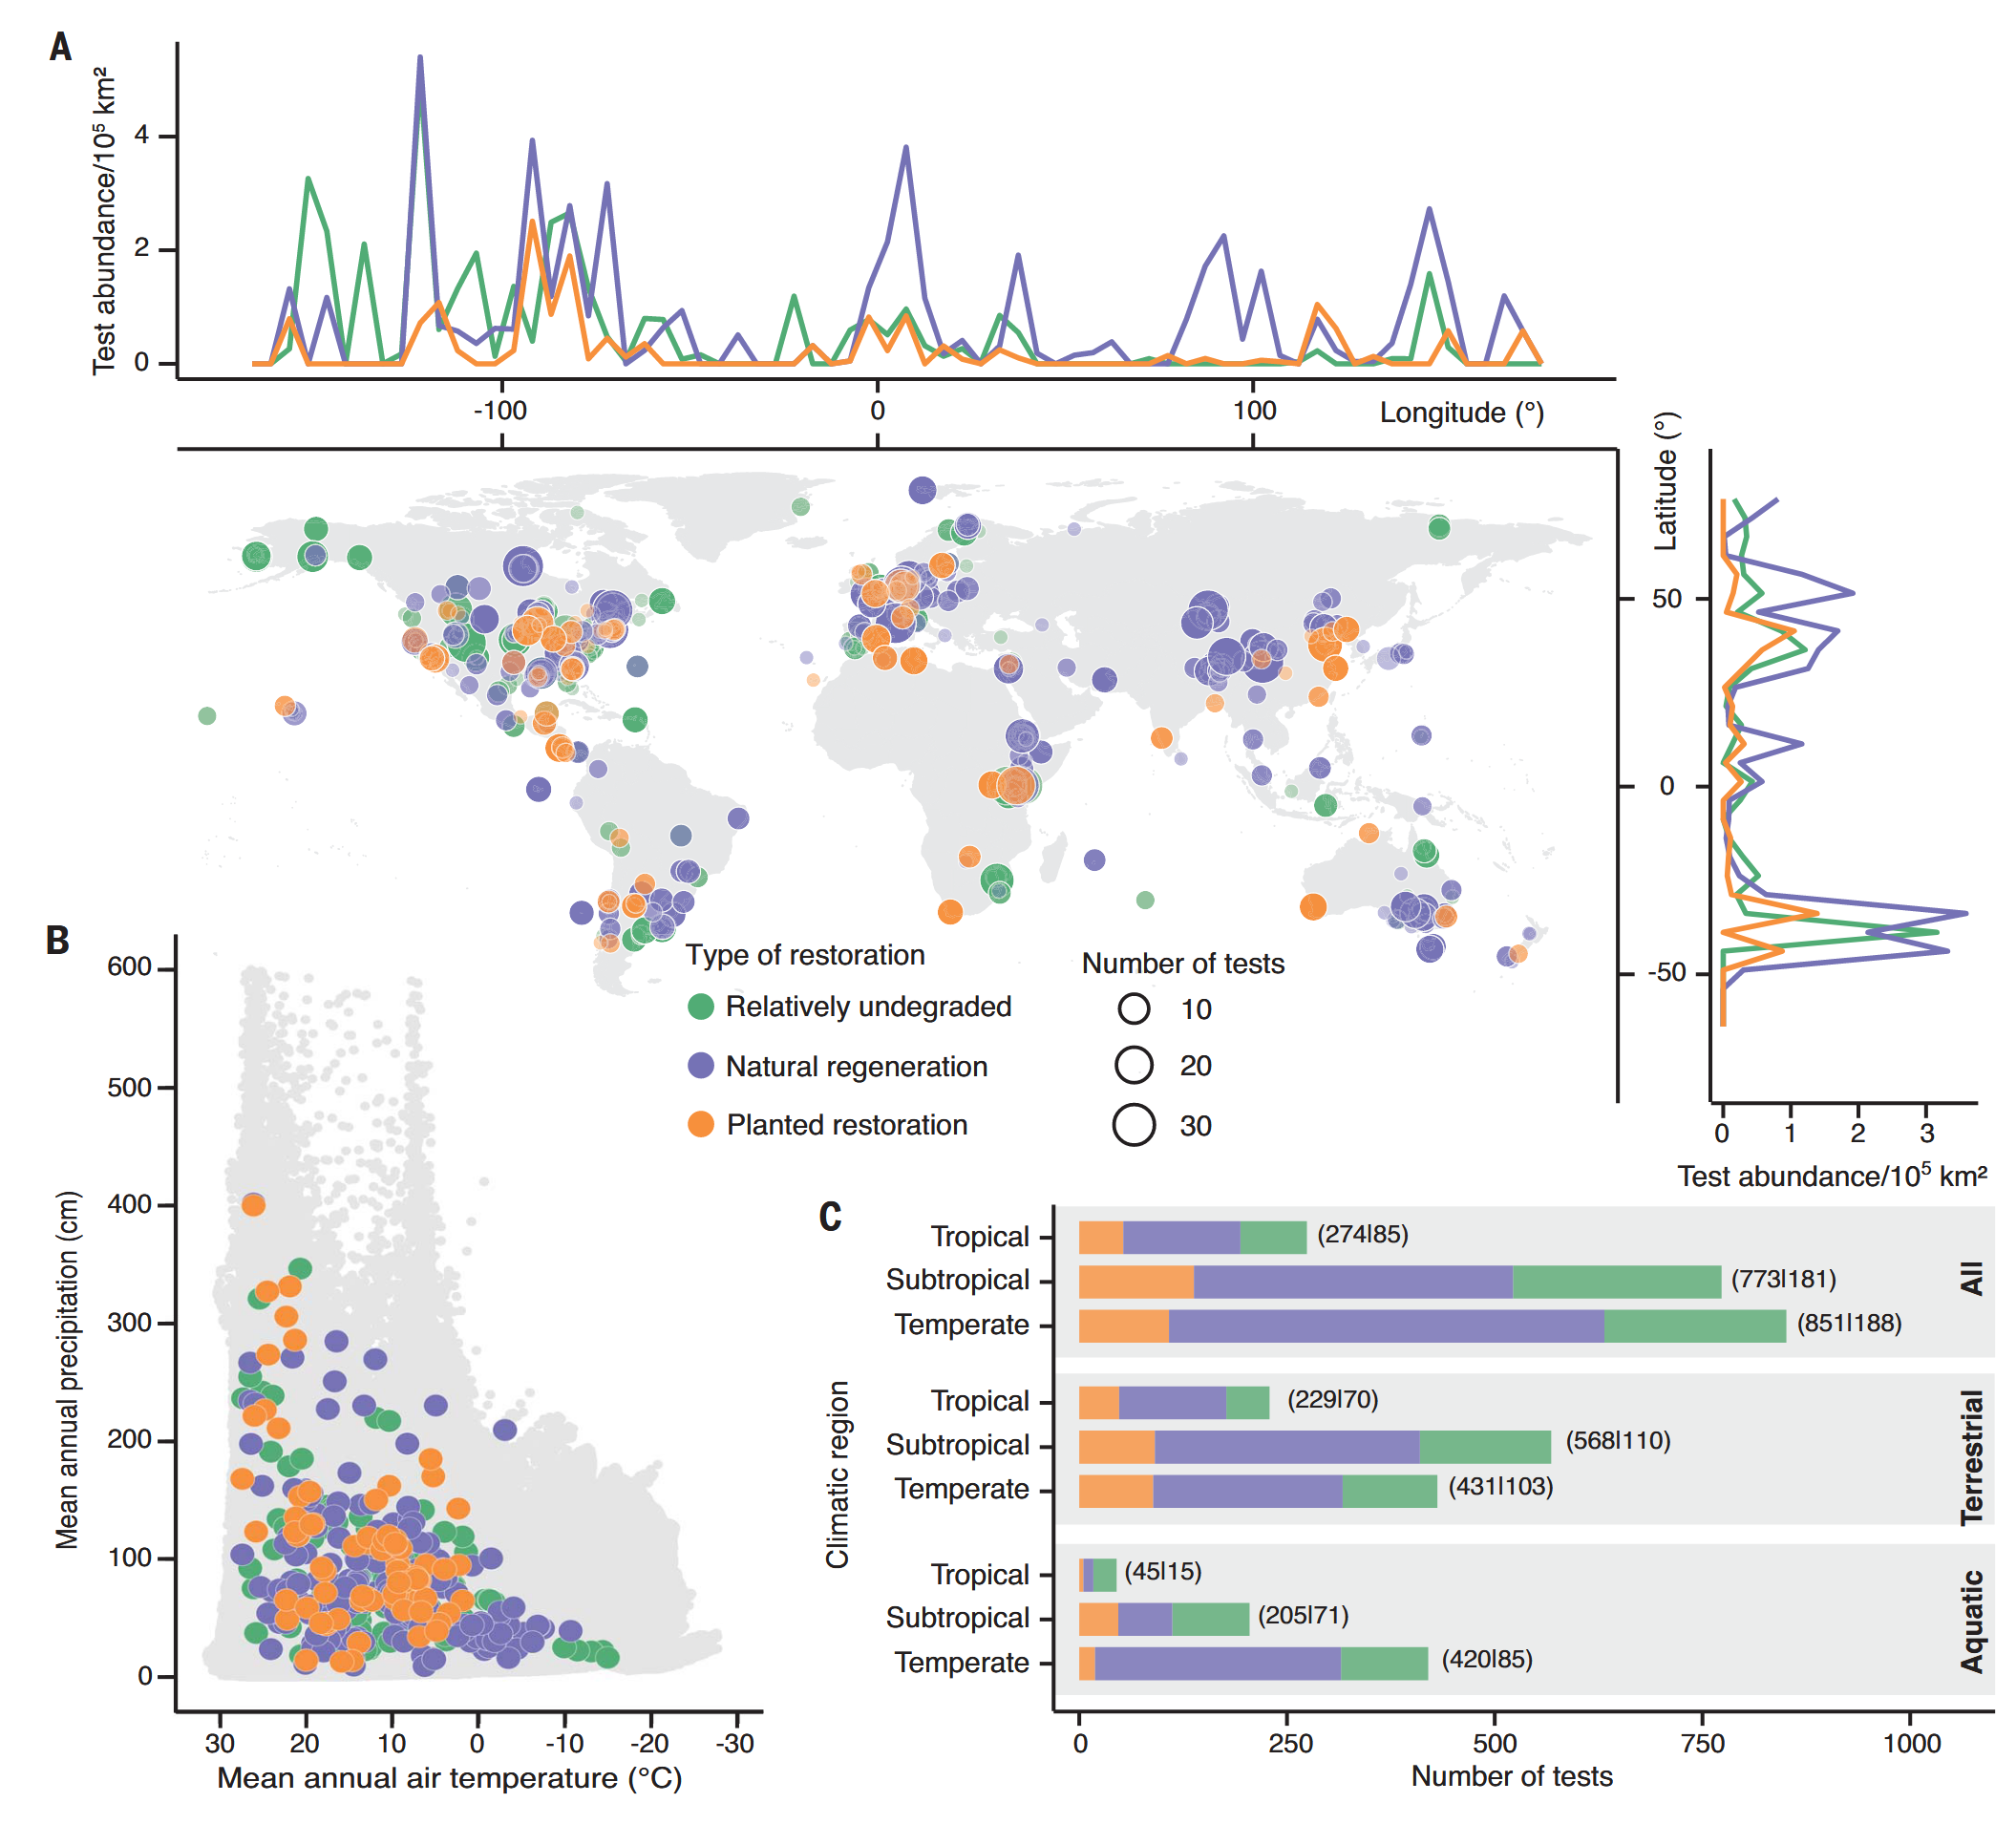 A
Test abundance/10⁵ km²
4
2
0
-100
0
100
Longitude (°)
Latitude (°)
50
0
-50
0
1
2
3
Test abundance/10⁵ km²
Type of restoration
Relatively undegraded
Natural regeneration
Planted restoration
Number of tests
10
20
30
B
Mean annual precipitation (cm)
600
500
400
300
200
100
0
30
20
10
0
-10
-20
-30
Mean annual air temperature (°C)
C
Climatic region
Tropical
(274|85)
Subtropical
(773|181)
Temperate
(851|188)
All
Tropical
(229|70)
Subtropical
(568|110)
Temperate
(431|103)
Terrestrial
Tropical
(45|15)
Subtropical
(205|71)
Temperate
(420|85)
Aquatic
0
250
500
750
1000
Number of tests